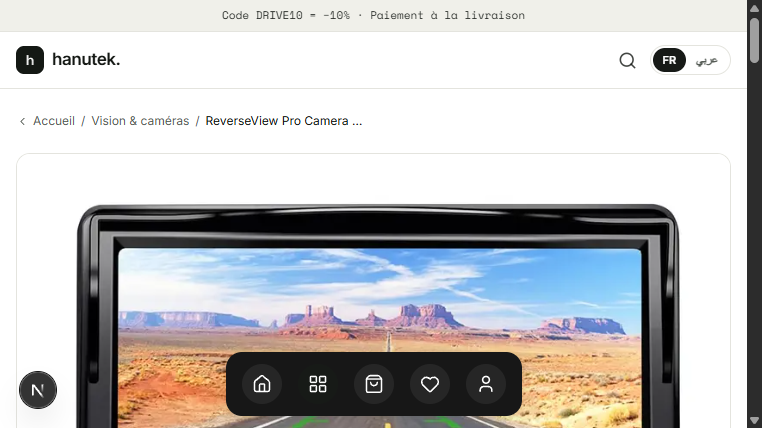 Code DRIVE10 = −10% · Paiement à la livraison
h hanutek.
FR عربي
Accueil / Vision & caméras / ReverseView Pro Camera ...
N